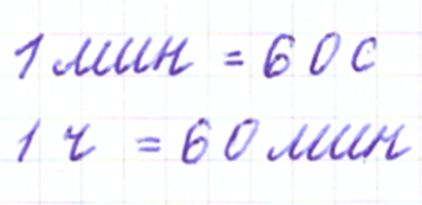 1 мин = 60 с
1 ч = 60 мин